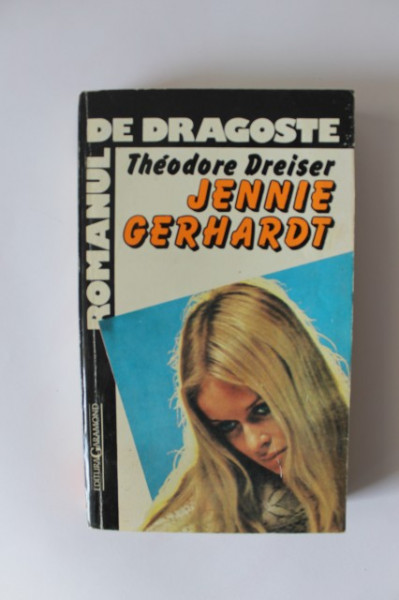 ROMANUL
DE DRAGOSTE
Théodore Dreiser
JENNIE
GERHARDT
EDITURA GARAMOND